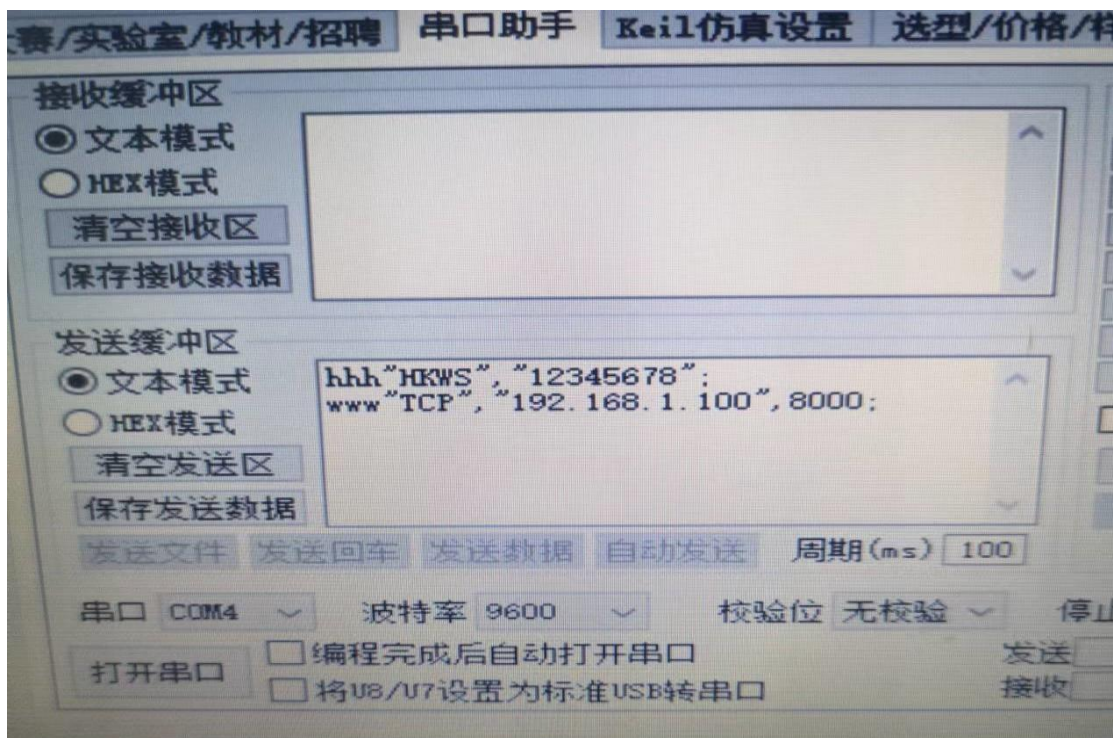 赛/实验室/教材/招聘 串口助手 Keil仿真设置 选型/价格/样
接收缓冲区
文本模式
HEX模式
清空接收区
保存接收数据
发送缓冲区
文本模式
HEX模式
清空发送区
保存发送数据
hhh"HKWS","12345678";
www"TCP","192.168.1.100",8000;
发送文件 发送回车 发送数据 自动发送 周期(ms) 100
串口 COM4 波特率 9600 校验位 无校验 停止
打开串口
编程完成后自动打开串口
将U8/U7设置为标准USB转串口
发送
接收